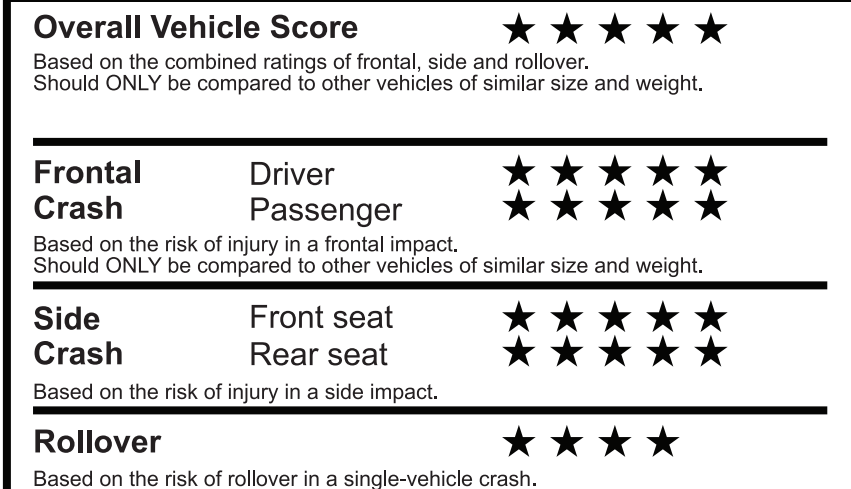 Overall Vehicle Score ★ ★ ★ ★ ★
Based on the combined ratings of frontal, side and rollover.
Should ONLY be compared to other vehicles of similar size and weight.
Frontal Driver ★ ★ ★ ★ ★
Crash Passenger ★ ★ ★ ★ ★
Based on the risk of injury in a frontal impact.
Should ONLY be compared to other vehicles of similar size and weight.
Side Front seat ★ ★ ★ ★ ★
Crash Rear seat ★ ★ ★ ★ ★
Based on the risk of injury in a side impact.
Rollover ★ ★ ★ ★
Based on the risk of rollover in a single-vehicle crash.